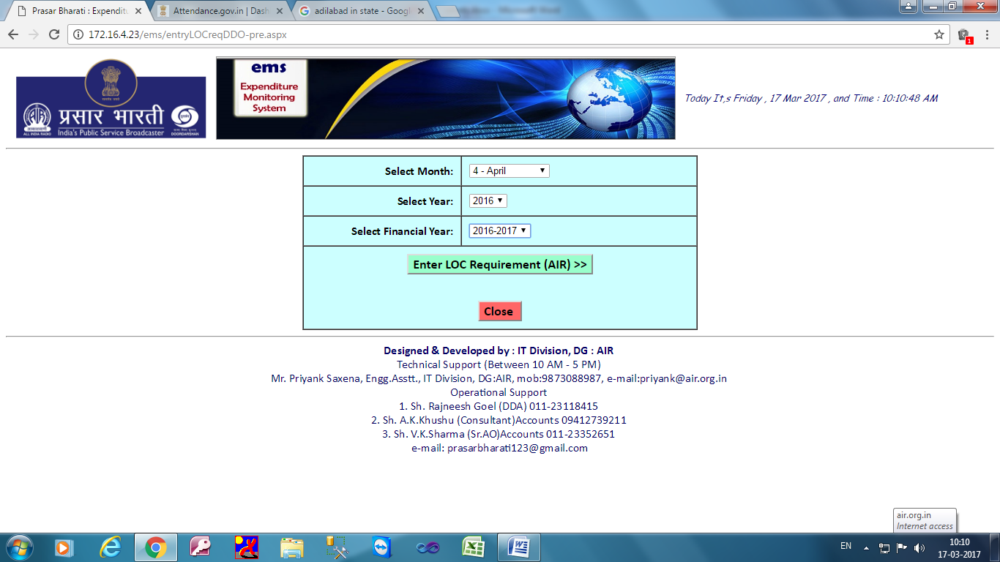 Prasar Bharati : Expenditu
Attendance.gov.in | Dash
adilabad in state - Googl
172.16.4.23/ems/entryLOCreqDDO-pre.aspx
1
प्रसार भारती
India's Public Service Broadcaster
ALL INDIA RADIO
DOORDARSHAN
ems
Expenditure
Monitoring
System
Today It,s Friday , 17 Mar 2017 , and Time : 10:10:48 AM
Select Month: 4 - April
Select Year: 2016
Select Financial Year: 2016-2017
Enter LOC Requirement (AIR) >>
Close
Designed & Developed by : IT Division, DG : AIR
Technical Support (Between 10 AM - 5 PM)
Mr. Priyank Saxena, Engg.Asstt., IT Division, DG:AIR, mob:9873088987, e-mail:priyank@air.org.in
Operational Support
1. Sh. Rajneesh Goel (DDA) 011-23118415
2. Sh. A.K.Khushu (Consultant)Accounts 09412739211
3. Sh. V.K.Sharma (Sr.AO)Accounts 011-23352651
e-mail: prasarbharati123@gmail.com
air.org.in
Internet access
EN
10:10
17-03-2017